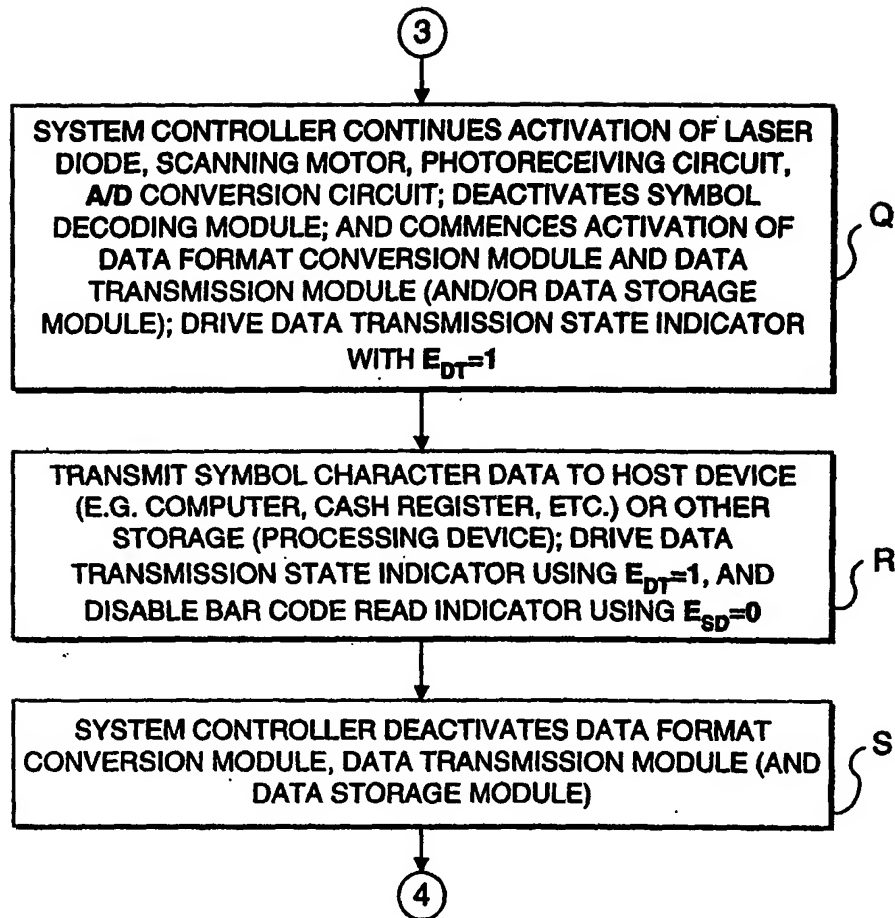 3
SYSTEM CONTROLLER CONTINUES ACTIVATION OF LASER
DIODE, SCANNING MOTOR, PHOTORECEIVING CIRCUIT,
A/D CONVERSION CIRCUIT; DEACTIVATES SYMBOL
DECODING MODULE; AND COMMENCES ACTIVATION OF
DATA FORMAT CONVERSION MODULE AND DATA
TRANSMISSION MODULE (AND/OR DATA STORAGE
MODULE); DRIVE DATA TRANSMISSION STATE INDICATOR
WITH E_DT=1
Q
TRANSMIT SYMBOL CHARACTER DATA TO HOST DEVICE
(E.G. COMPUTER, CASH REGISTER, ETC.) OR OTHER
STORAGE (PROCESSING DEVICE); DRIVE DATA
TRANSMISSION STATE INDICATOR USING E_DT=1, AND
DISABLE BAR CODE READ INDICATOR USING E_SD=0
R
SYSTEM CONTROLLER DEACTIVATES DATA FORMAT
CONVERSION MODULE, DATA TRANSMISSION MODULE (AND
DATA STORAGE MODULE)
S
4